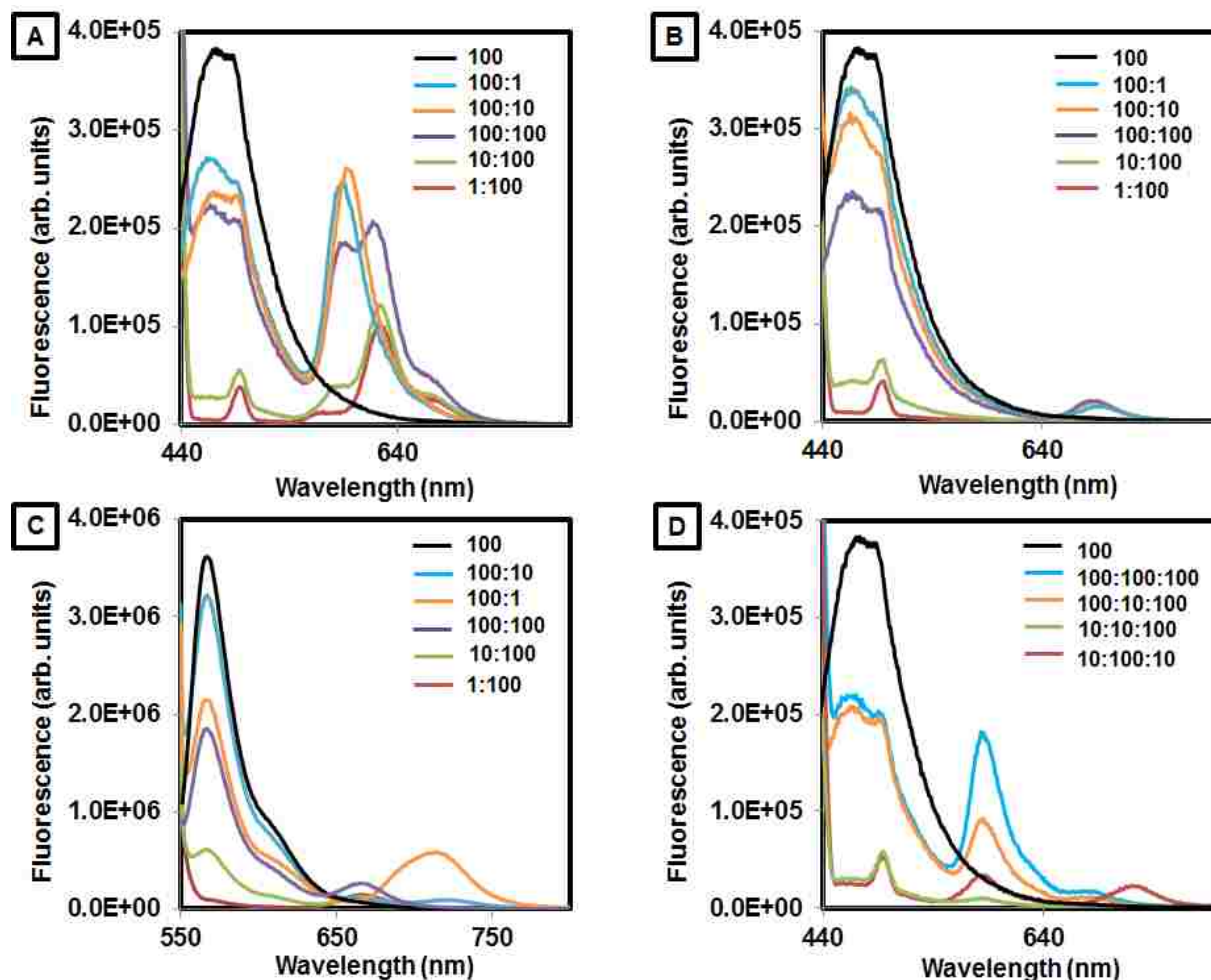 A
Fluorescence (arb. units)
4.0E+05
3.0E+05
2.0E+05
1.0E+05
0.0E+00
440
640
Wavelength (nm)
100
100:1
100:10
100:100
10:100
1:100
B
Fluorescence (arb. units)
4.0E+05
3.0E+05
2.0E+05
1.0E+05
0.0E+00
440
640
Wavelength (nm)
100
100:1
100:10
100:100
10:100
1:100
C
Fluorescence (arb. units)
4.0E+06
3.0E+06
2.0E+06
1.0E+06
0.0E+00
550
650
750
Wavelength (nm)
100
100:10
100:1
100:100
10:100
1:100
D
Fluorescence (arb. units)
4.0E+05
3.0E+05
2.0E+05
1.0E+05
0.0E+00
440
640
Wavelength (nm)
100
100:100:100
100:10:100
10:10:100
10:100:10